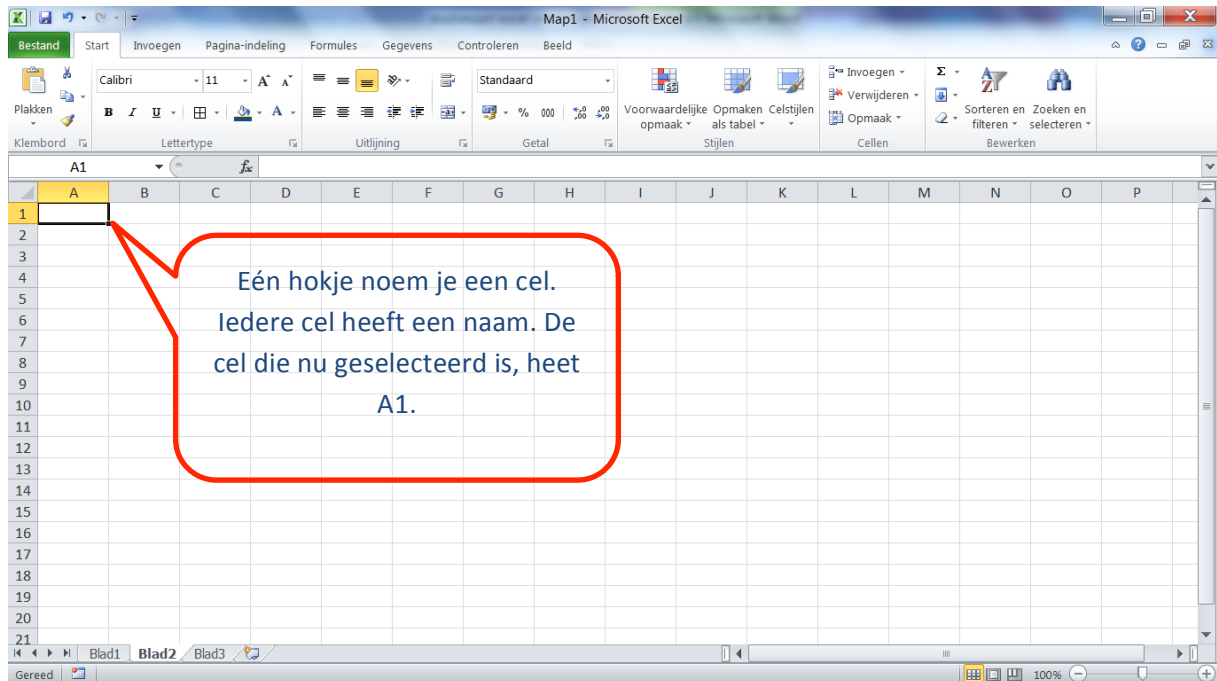 Map1 - Microsoft Excel
Bestand Start Invoegen Pagina-indeling Formules Gegevens Controleren Beeld
Plakken
Klembord
Calibri 11
B I U
Lettertype
Uitlijning
Standaard
% 000 ,00
Getal
Voorwaardelijke opmaak
Opmaken als tabel
Celstijlen
Stijlen
Invoegen
Verwijderen
Opmaak
Cellen
Σ
Sorteren en filteren
Zoeken en selecteren
Bewerken
A1 fx
A B C D E F G H I J K L M N O P
1
2
3
4
5
6
7
8
9
10
11
12
13
14
15
16
17
18
19
20
21
Eén hokje noem je een cel.
Iedere cel heeft een naam. De
cel die nu geselecteerd is, heet
A1.
Blad1 Blad2 Blad3
Gereed 100%